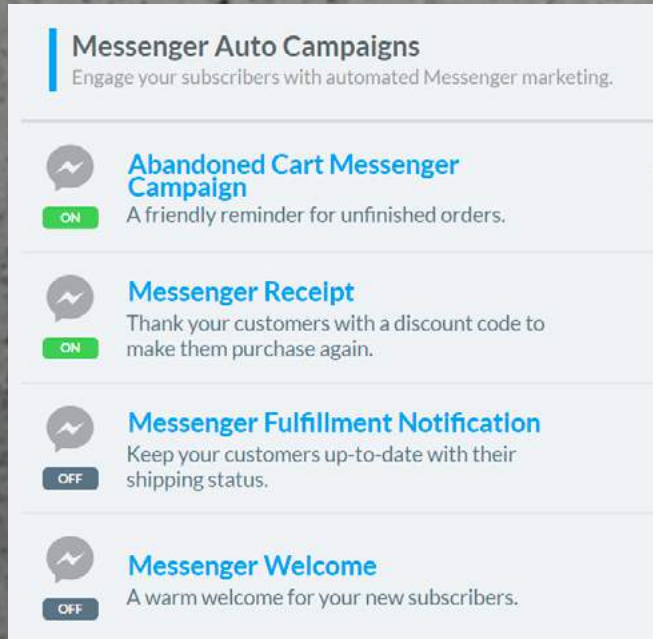 Messenger Auto Campaigns
Engage your subscribers with automated Messenger marketing.
Abandoned Cart Messenger
Campaign
ON
A friendly reminder for unfinished orders.
Messenger Receipt
Thank your customers with a discount code to
ON
make them purchase again.
Messenger Fulfillment Notification
Keep your customers up-to-date with their
OFF
shipping status.
Messenger Welcome
OFF
A warm welcome for your new subscribers.